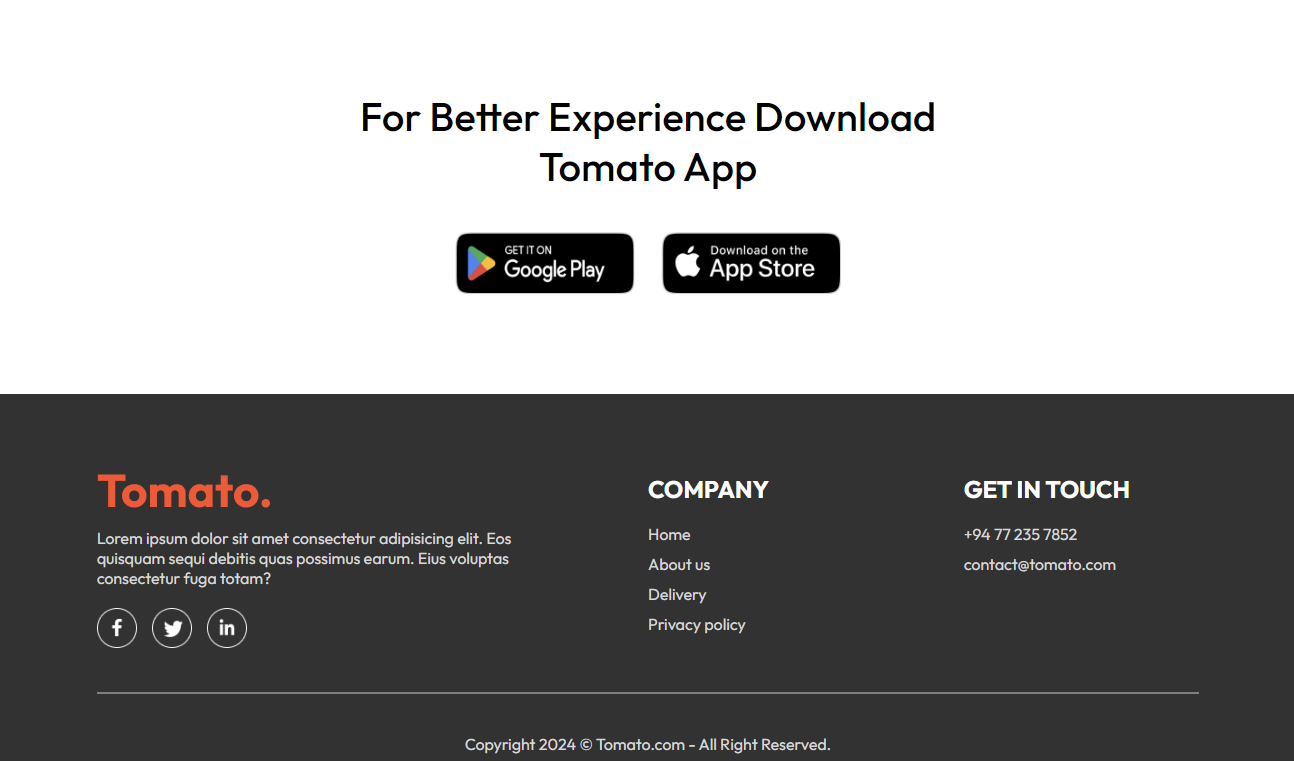 For Better Experience Download
Tomato App
GET IT ON
Google Play
Download on the
App Store
Tomato.
Lorem ipsum dolor sit amet consectetur adipisicing elit. Eos
quisquam sequi debitis quas possimus earum. Eius voluptas
consectetur fuga totam?
f
in
COMPANY
Home
About us
Delivery
Privacy policy
GET IN TOUCH
+94 77 235 7852
contact@tomato.com
Copyright 2024 © Tomato.com - All Right Reserved.